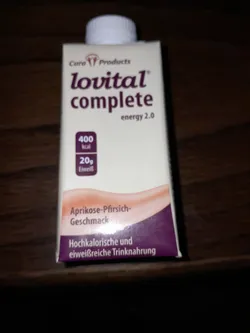 Care Products
lovital®
complete
energy 2.0
400
kcal
20g
Eiweiß
Aprikose-Pfirsich-
Geschmack
Hochkalorische und
eiweißreiche Trinknahrung